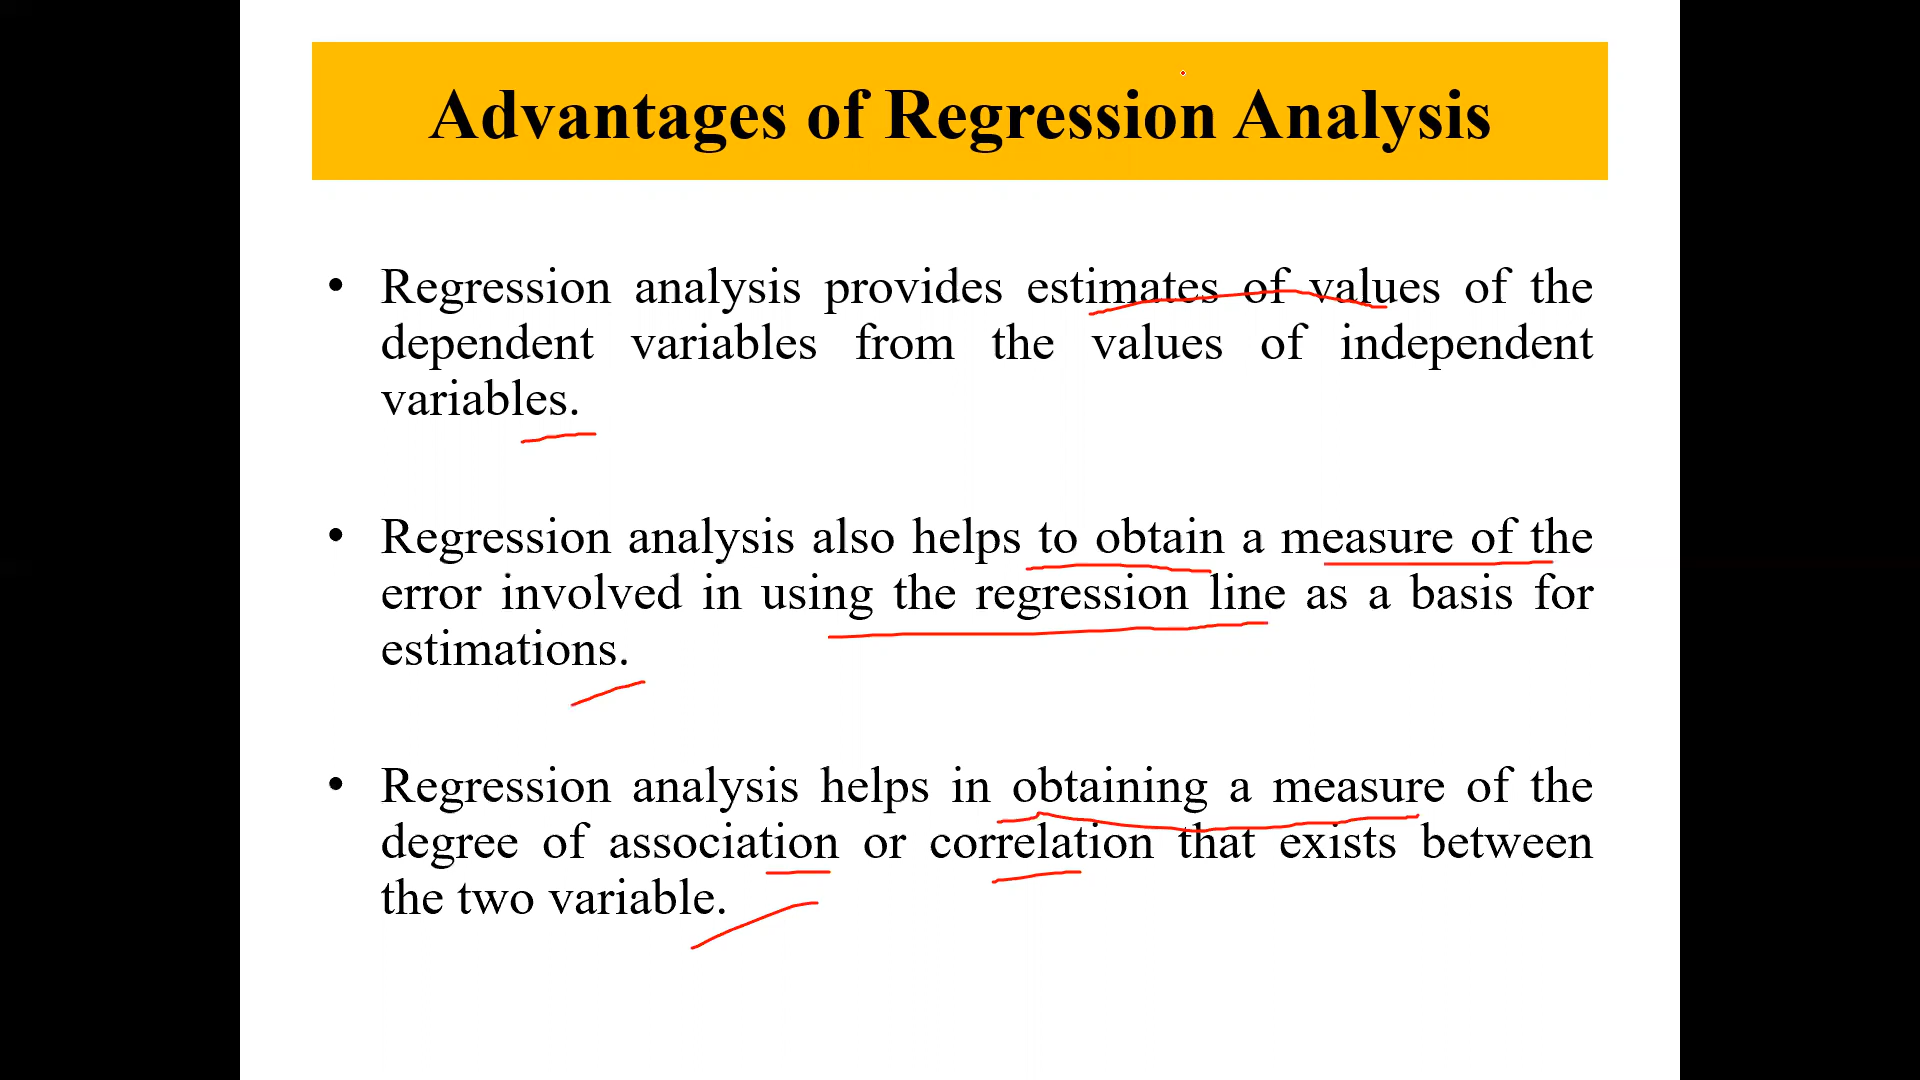 Advantages of Regression Analysis
• Regression analysis provides estimates of values of the
dependent variables from the values of independent
variables.
• Regression analysis also helps to obtain a measure of the
error involved in using the regression line as a basis for
estimations.
• Regression analysis helps in obtaining a measure of the
degree of association or correlation that exists between
the two variable.